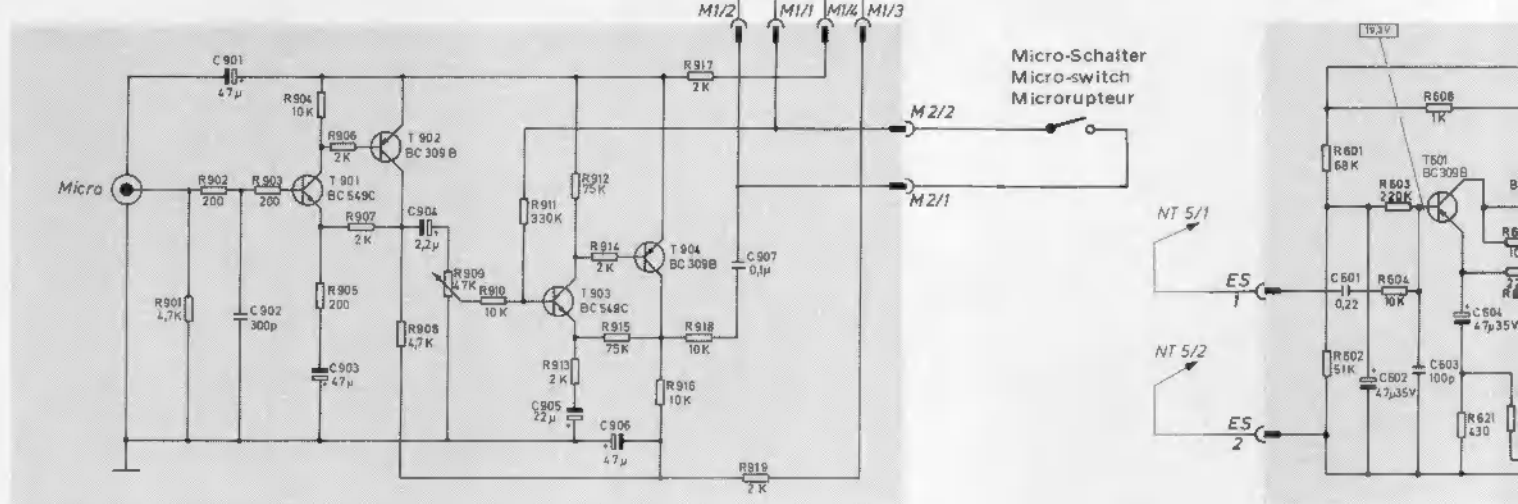 M1/2
M1/1
M1/4
M1/3
C901
47µ
R904
10K
R906
2K
T902
BC309B
R917
2K
Micro-Schalter
Micro-switch
Microrupteur
M2/2
M2/1
Micro
R902
200
R903
200
T901
BC549C
R907
2K
C904
2,2µ
R911
330K
R912
75K
R914
2K
T904
BC309B
C907
0,1µ
R901
4,7K
C902
300p
R905
200
R909
47K
R910
10K
T903
BC549C
R915
75K
R918
10K
R908
4,7K
C903
47µ
R913
2K
C905
22µ
R916
10K
C906
47µ
R919
2K
19,3V
R606
1K
R601
68K
T601
BC309B
R603
220K
NT 5/1
ES
1
C601
0,22
R604
10K
C604
47µ35V
NT 5/2
R602
51K
C602
47µ35V
C603
100p
ES
2
R621
430